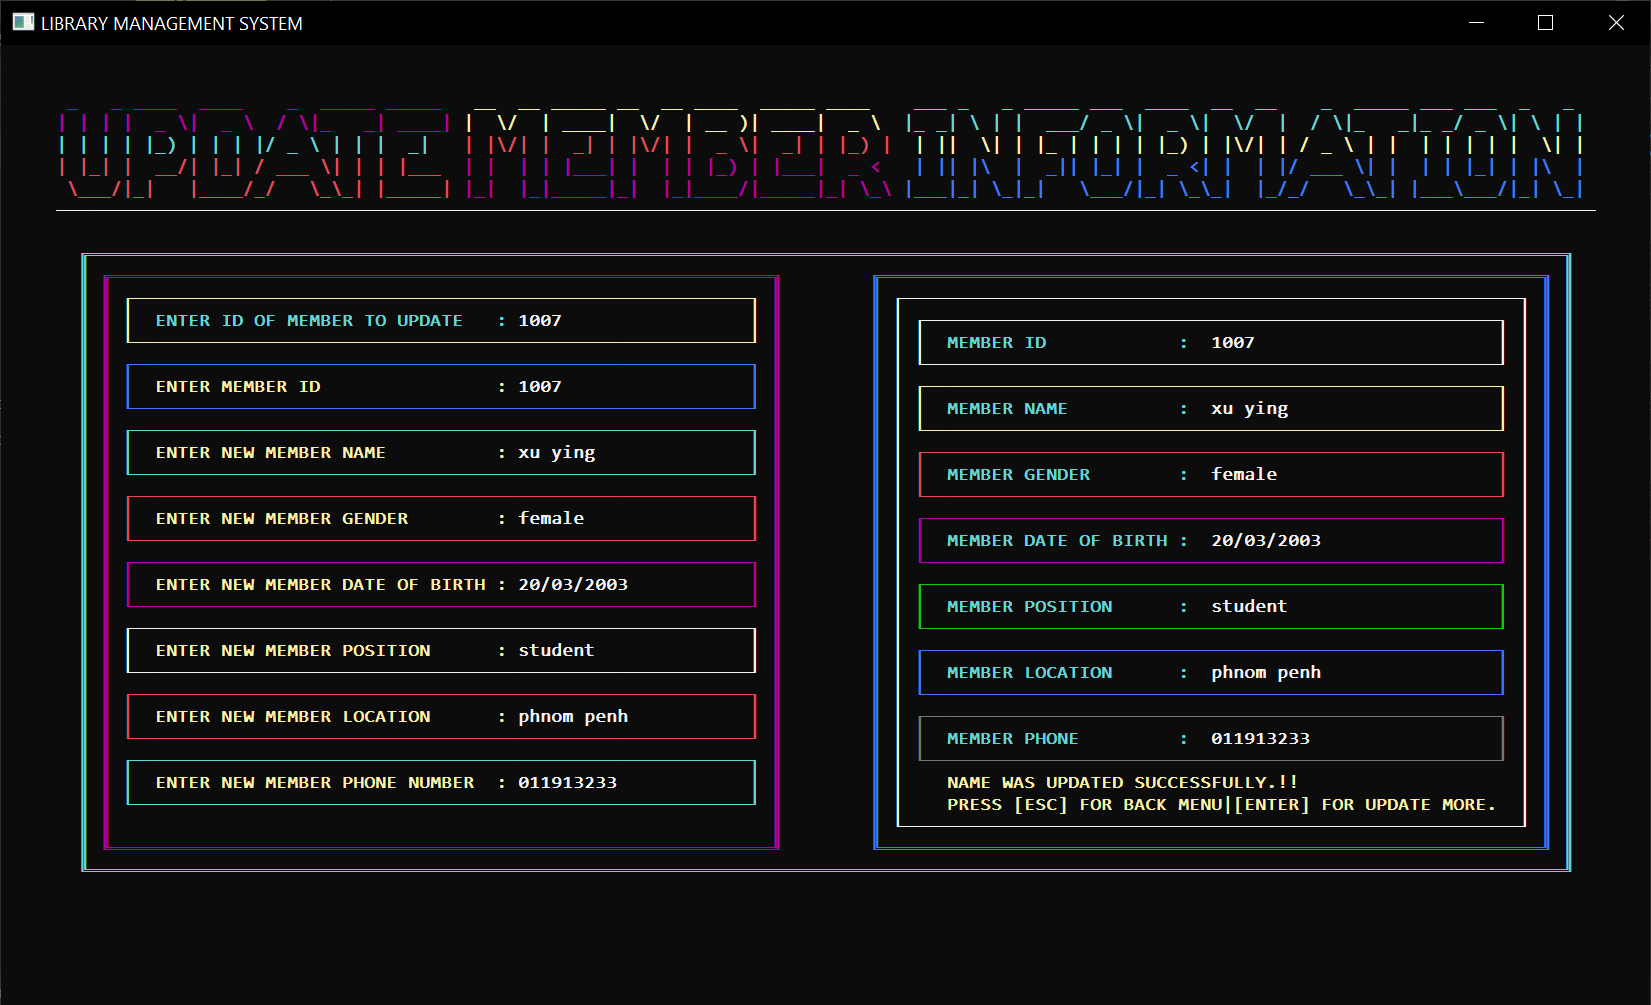 LIBRARY MANAGEMENT SYSTEM
UPDATE MEMBER INFORMATION
ENTER ID OF MEMBER TO UPDATE : 1007
ENTER MEMBER ID : 1007
ENTER NEW MEMBER NAME : xu ying
ENTER NEW MEMBER GENDER : female
ENTER NEW MEMBER DATE OF BIRTH : 20/03/2003
ENTER NEW MEMBER POSITION : student
ENTER NEW MEMBER LOCATION : phnom penh
ENTER NEW MEMBER PHONE NUMBER : 011913233
MEMBER ID : 1007
MEMBER NAME : xu ying
MEMBER GENDER : female
MEMBER DATE OF BIRTH : 20/03/2003
MEMBER POSITION : student
MEMBER LOCATION : phnom penh
MEMBER PHONE : 011913233
NAME WAS UPDATED SUCCESSFULLY.!!
PRESS [ESC] FOR BACK MENU|[ENTER] FOR UPDATE MORE.